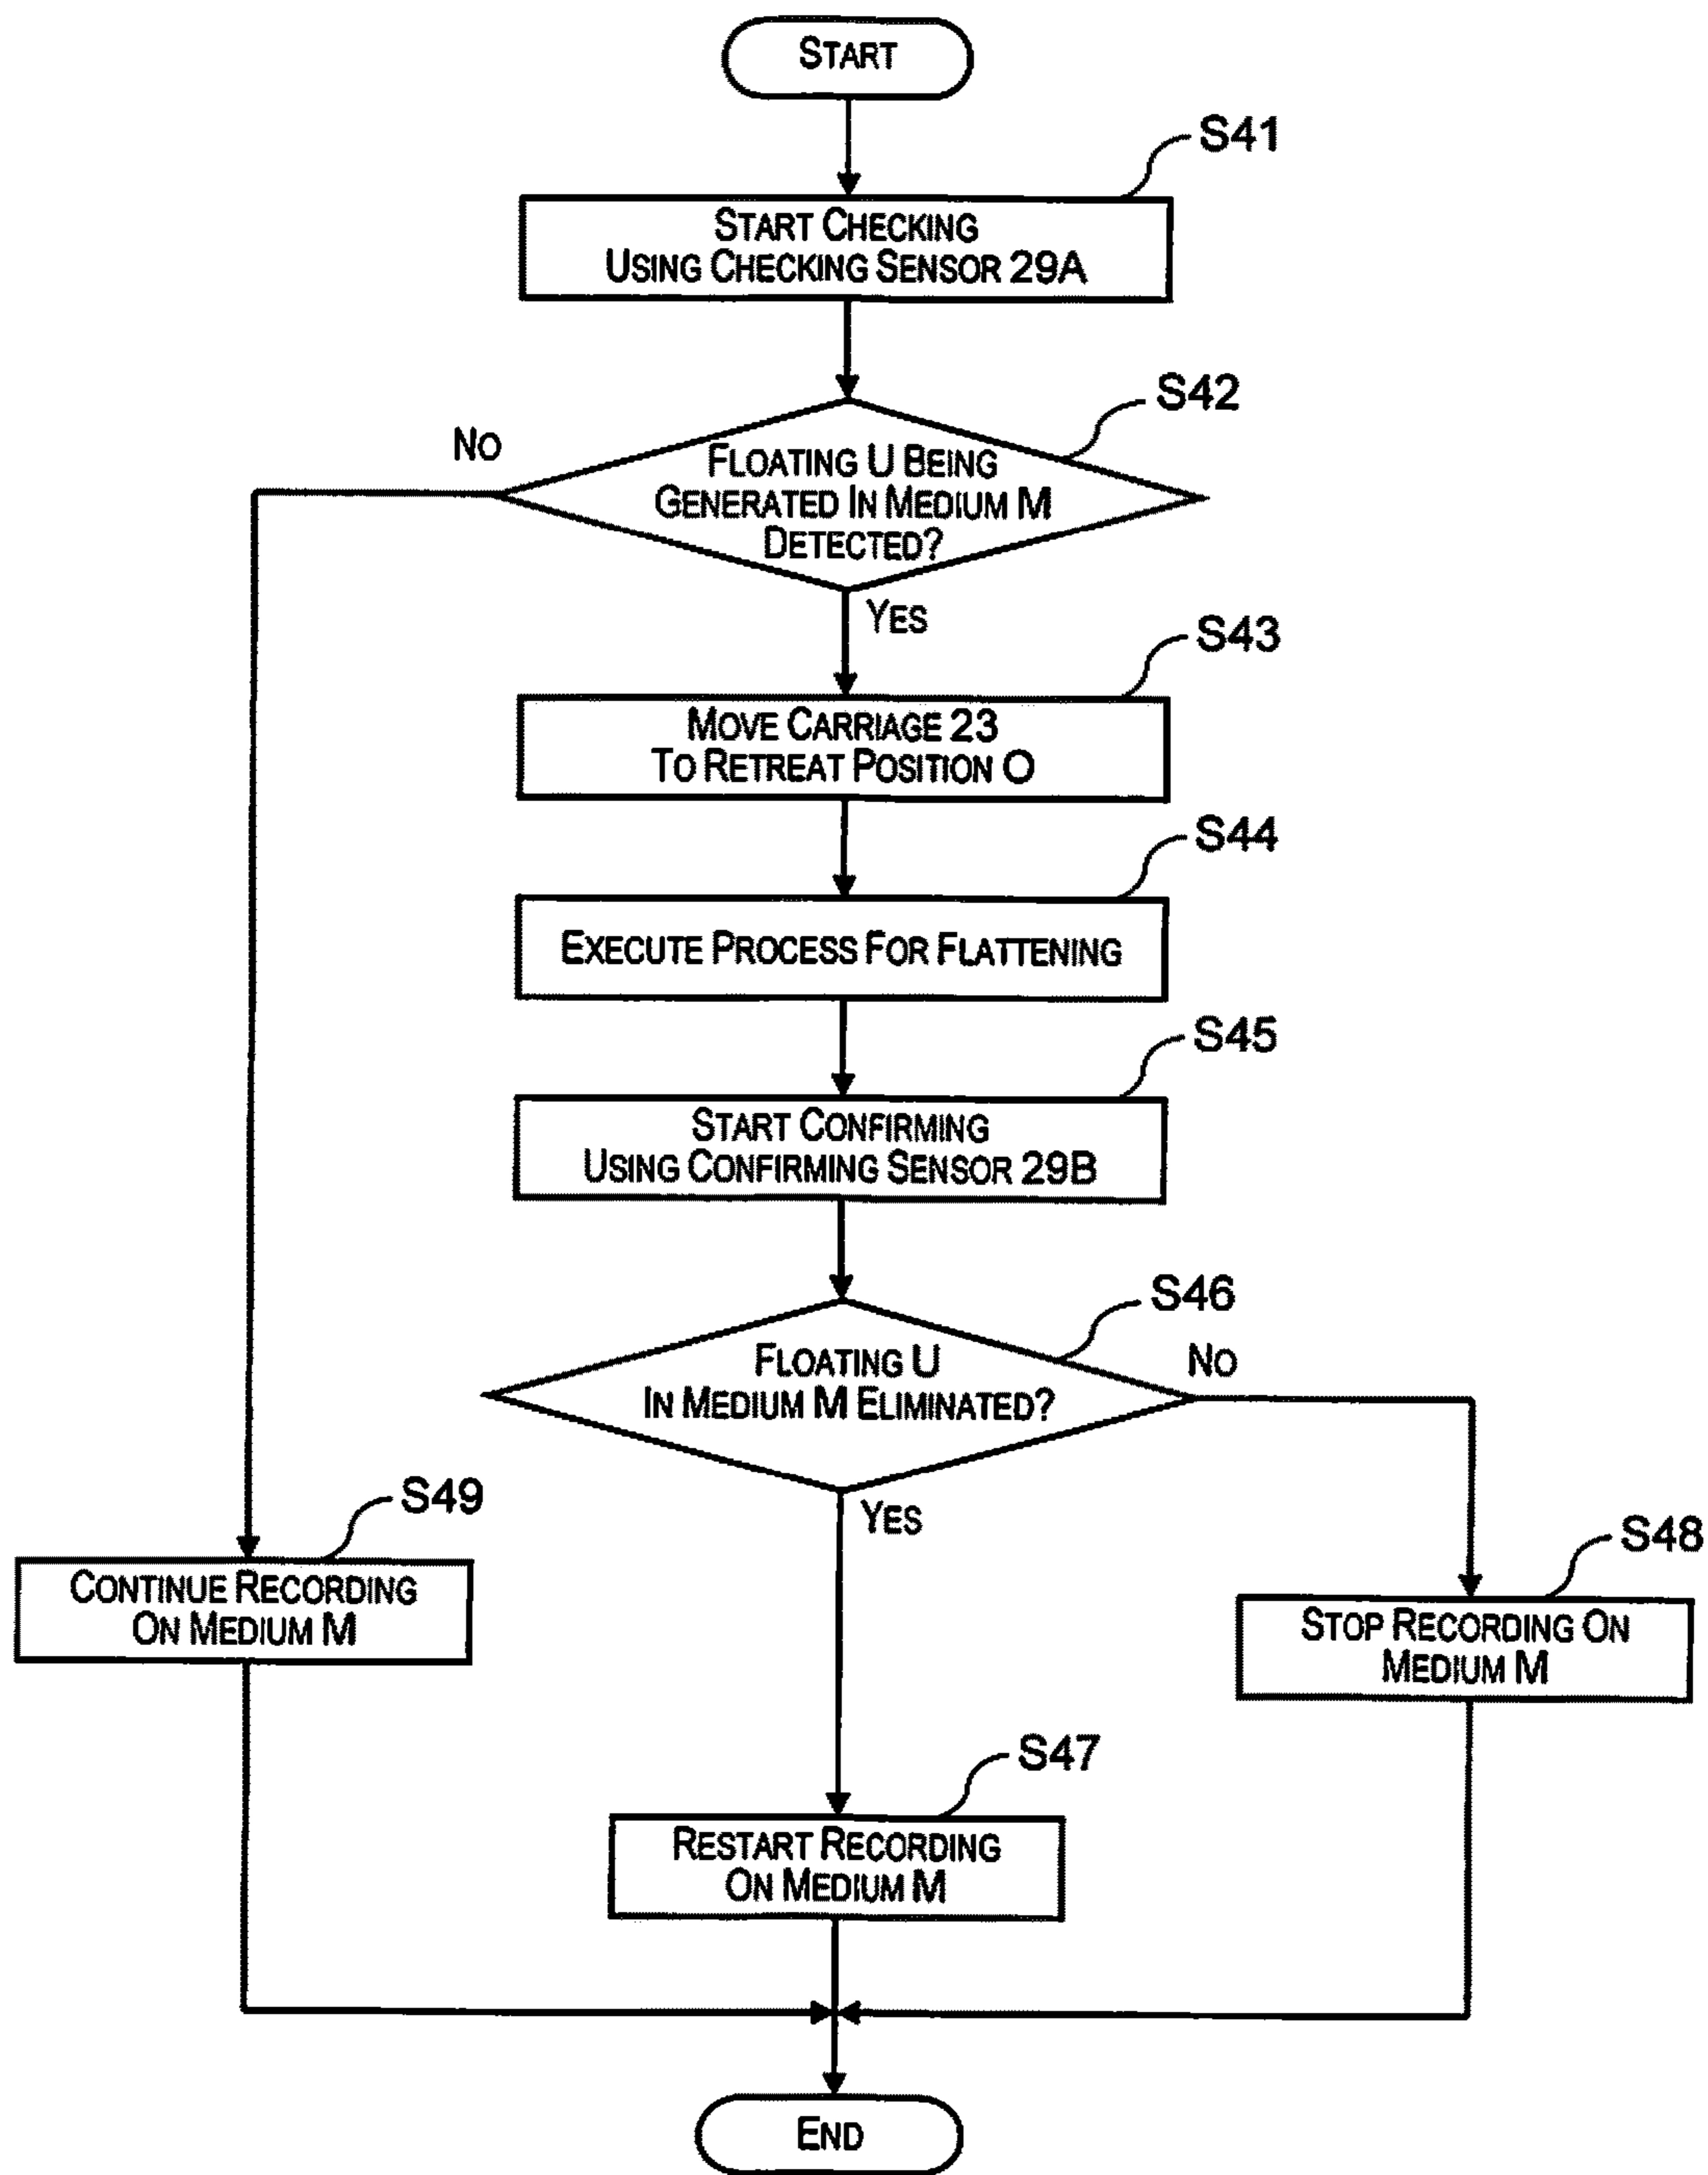 START
S41
START CHECKING
USING CHECKING SENSOR 29A
S42
NO
FLOATING U BEING
GENERATED IN MEDIUM M
DETECTED?
YES
S43
MOVE CARRIAGE 23
TO RETREAT POSITION O
S44
EXECUTE PROCESS FOR FLATTENING
S45
START CONFIRMING
USING CONFIRMING SENSOR 29B
S46
FLOATING U
IN MEDIUM M ELIMINATED?
NO
YES
S49
CONTINUE RECORDING
ON MEDIUM M
S48
STOP RECORDING ON
MEDIUM M
S47
RESTART RECORDING
ON MEDIUM M
END